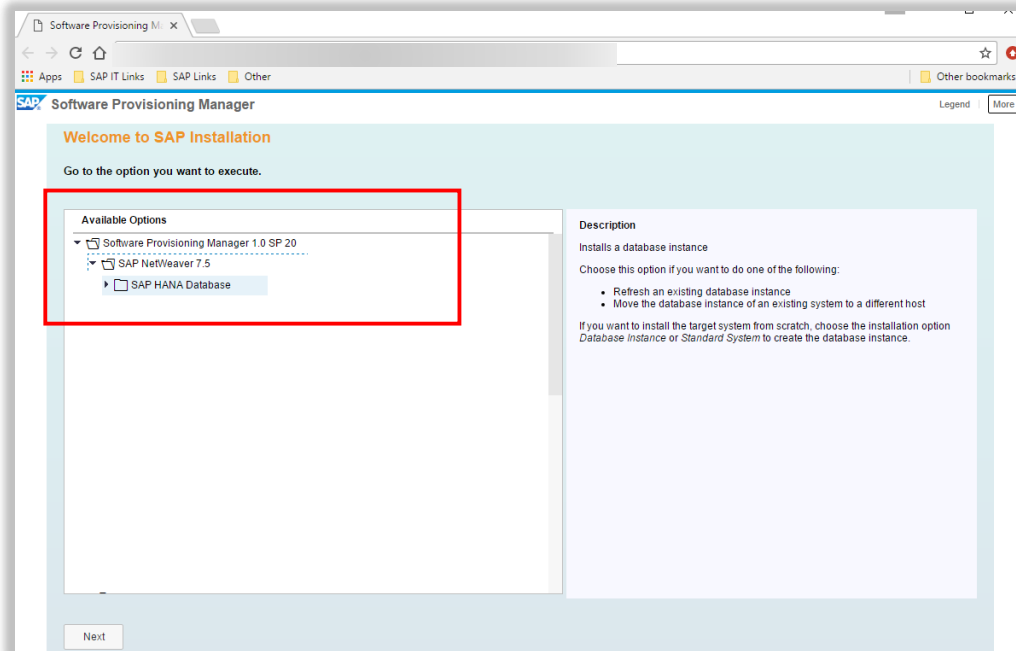 Software Provisioning Ma
Apps SAP IT Links SAP Links Other Other bookmarks
SAP Software Provisioning Manager Legend More
Welcome to SAP Installation
Go to the option you want to execute.
Available Options
Software Provisioning Manager 1.0 SP 20
SAP NetWeaver 7.5
SAP HANA Database
Description
Installs a database instance
Choose this option if you want to do one of the following:
• Refresh an existing database instance
• Move the database instance of an existing system to a different host
If you want to install the target system from scratch, choose the installation option
Database Instance or Standard System to create the database instance.
Next